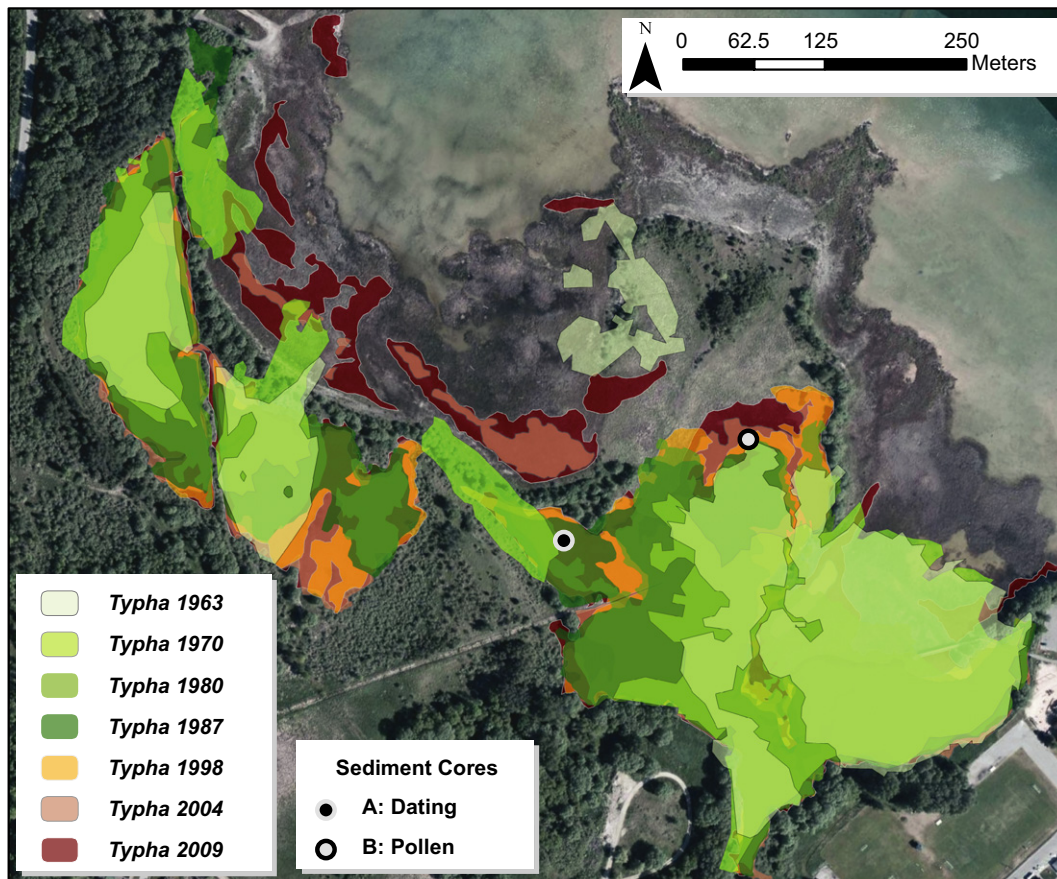 N
0 62.5 125 250
Meters
Typha 1963
Typha 1970
Typha 1980
Typha 1987
Typha 1998
Typha 2004
Typha 2009
Sediment Cores
A: Dating
B: Pollen